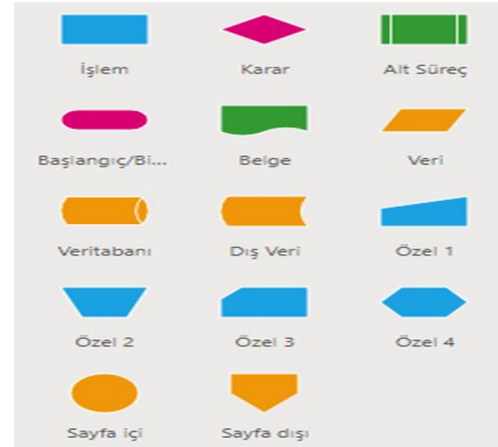 İşlem
Karar
Alt Süreç
Başlangıç/Bi...
Belge
Veri
Veritabanı
Dış Veri
Özel 1
Özel 2
Özel 3
Özel 4
Sayfa içi
Sayfa dışı